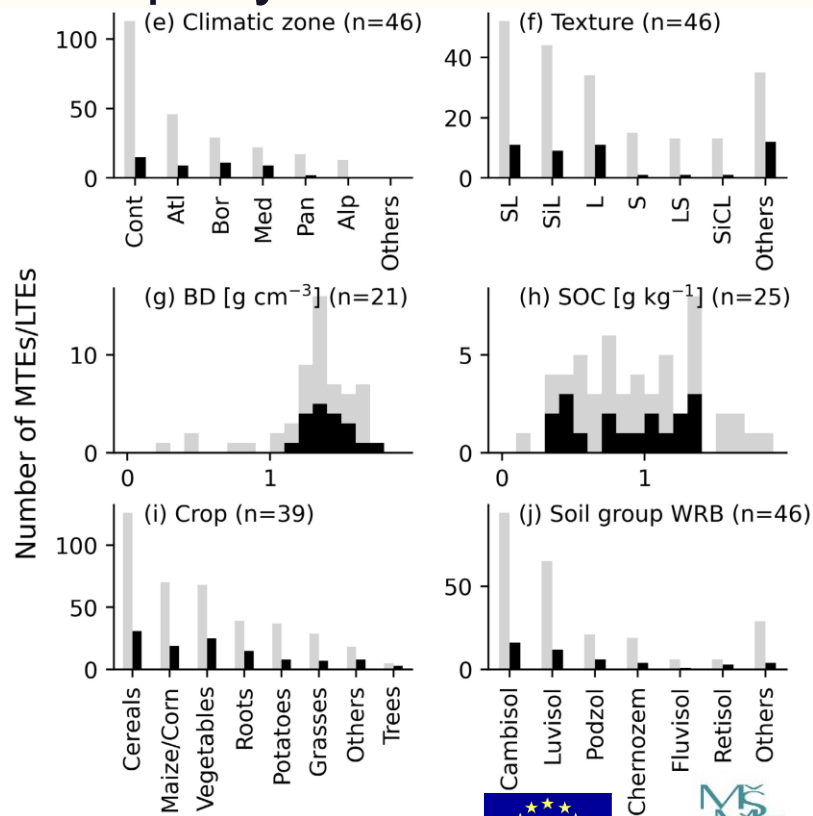 (e) Climatic zone (n=46)
100
50
0
Cont
Atl
Bor
Med
Pan
Alp
Others
(f) Texture (n=46)
40
20
0
SL
SiL
L
S
LS
SiCL
Others
Number of MTEs/LTEs
(g) BD [g cm⁻³] (n=21)
10
0
0
1
(h) SOC [g kg⁻¹] (n=25)
5
0
0
1
(i) Crop (n=39)
100
50
0
Cereals
Maize/Corn
Vegetables
Roots
Potatoes
Grasses
Others
Trees
(j) Soil group WRB (n=46)
50
0
Cambisol
Luvisol
Podzol
Chernozem
Fluvisol
Retisol
Others
MŠ